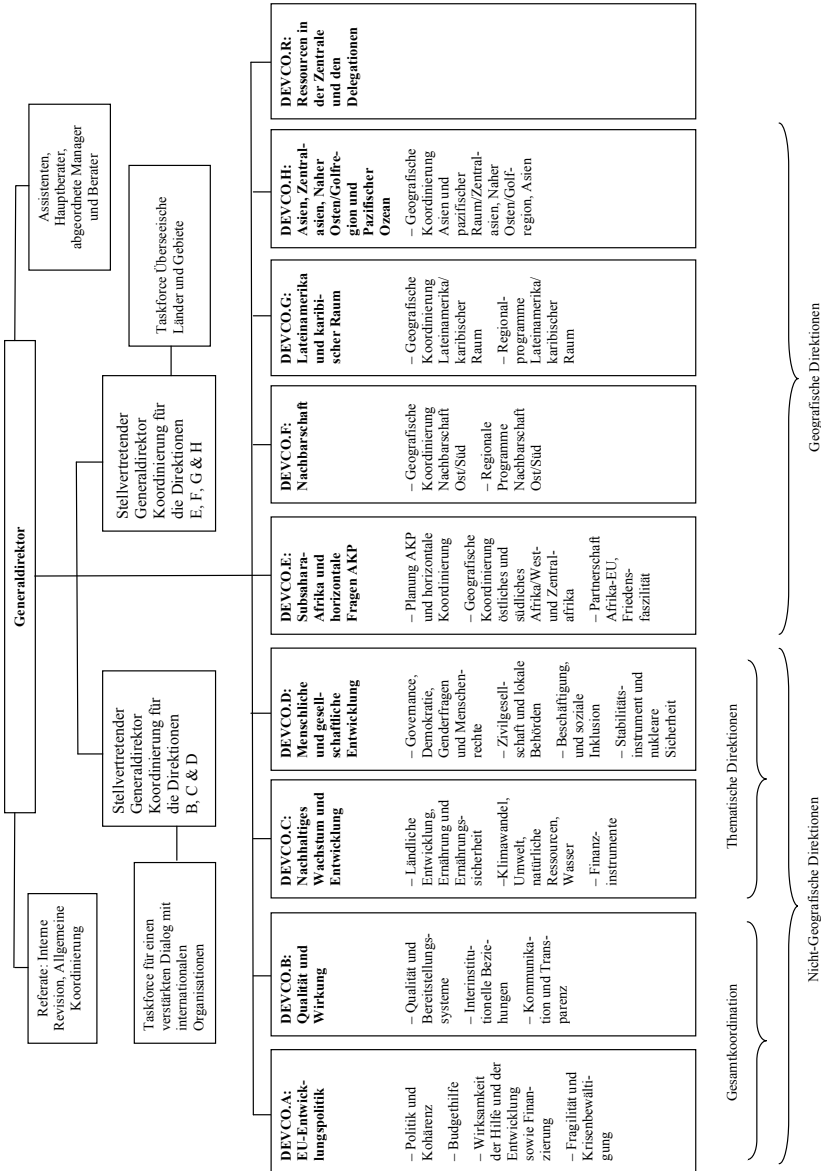 Generaldirektor
Referate: Interne
Revision, Allgemeine
Koordinierung
Assistenten,
Hauptberater,
abgeordnete Manager
und Berater
Stellvertretender
Generaldirektor
Koordinierung für
die Direktionen
B, C & D
Stellvertretender
Generaldirektor
Koordinierung für
die Direktionen
E, F, G & H
Taskforce für einen
verstärkten Dialog mit
internationalen
Organisationen
Taskforce Überseeische
Länder und Gebiete
DEVCO.A:
EU-Entwick-
lungspolitik
– Politik und
Kohärenz
– Budgethilfe
– Wirksamkeit
der Hilfe und der
Entwicklung
sowie Finan-
zierung
– Fragilität und
Krisenbewälti-
gung
DEVCO.B:
Qualität und
Wirkung
– Qualität und
Bereitstellungs-
systeme
– Interinstitu-
tionelle Bezie-
hungen
– Kommunika-
tion und Trans-
parenz
DEVCO.C:
Nachhaltiges
Wachstum und
Entwicklung
– Ländliche
Entwicklung,
Ernährung und
Ernährungs-
sicherheit
–Klimawandel,
Umwelt,
natürliche
Ressourcen,
Wasser
– Finanz-
instrumente
DEVCO.D:
Menschliche
und gesell-
schaftliche
Entwicklung
– Governance,
Demokratie,
Genderfragen
und Menschen-
rechte
– Zivilgesell-
schaft und lokale
Behörden
– Beschäftigung,
und soziale
Inklusion
– Stabilitäts-
instrument und
nukleare
Sicherheit
DEVCO.E:
Subsahara-
Afrika und
horizontale
Fragen AKP
– Planung AKP
und horizontale
Koordinierung
– Geografische
Koordinierung
östliches und
südliches
Afrika/West-
und Zentral-
afrika
– Partnerschaft
Afrika-EU,
Friedens-
faszilität
DEVCO.F:
Nachbarschaft
– Geografische
Koordinierung
Nachbarschaft
Ost/Süd
– Regionale
Programme
Nachbarschaft
Ost/Süd
DEVCO.G:
Lateinamerika
und karibi-
scher Raum
– Geografische
Koordinierung
Lateinamerika/
karibischer
Raum
– Regional-
programme
Lateinamerika/
karibischer
Raum
DEVCO.H:
Asien, Zentral-
asien, Naher
Osten/Golfre-
gion und
Pazifischer
Ozean
– Geografische
Koordinierung
Asien und
pazifischer
Raum/Zentral-
asien, Naher
Osten/Golf-
region, Asien
DEVCO.R:
Ressourcen in
der Zentrale
und den
Delegationen
Gesamtkoordination
Thematische Direktionen
Nicht-Geografische Direktionen
Geografische Direktionen